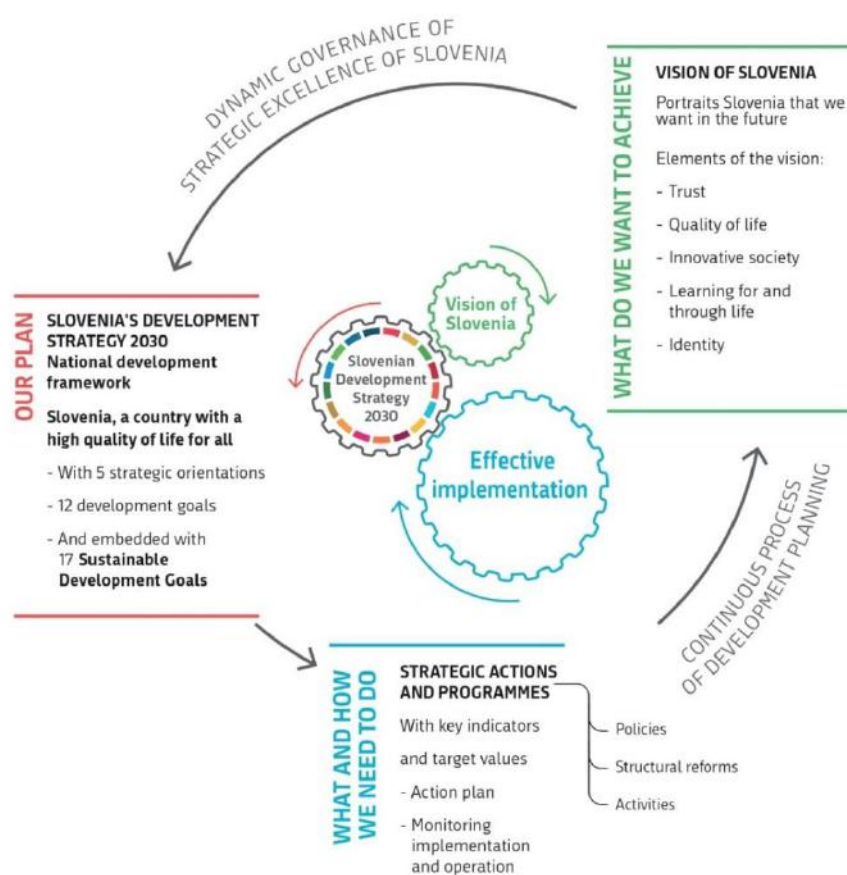 DYNAMIC GOVERNANCE OF
STRATEGIC EXCELLENCE OF SLOVENIA
WHAT DO WE WANT TO ACHIEVE
VISION OF SLOVENIA
Portraits Slovenia that we
want in the future
Elements of the vision:
- Trust
- Quality of life
- Innovative society
- Learning for and
through life
- Identity
OUR PLAN
SLOVENIA'S DEVELOPMENT
STRATEGY 2030
National development
framework
Slovenia, a country with a
high quality of life for all
- With 5 strategic orientations
- 12 development goals
- And embedded with
17 Sustainable
Development Goals
Vision of
Slovenia
Slovenian
Development
Strategy
2030
Effective
implementation
WHAT AND HOW
WE NEED TO DO
STRATEGIC ACTIONS
AND PROGRAMMES
With key indicators
and target values
- Action plan
- Monitoring
implementation
and operation
Policies
Structural reforms
Activities
CONTINUOUS PROCESS
OF DEVELOPMENT PLANNING